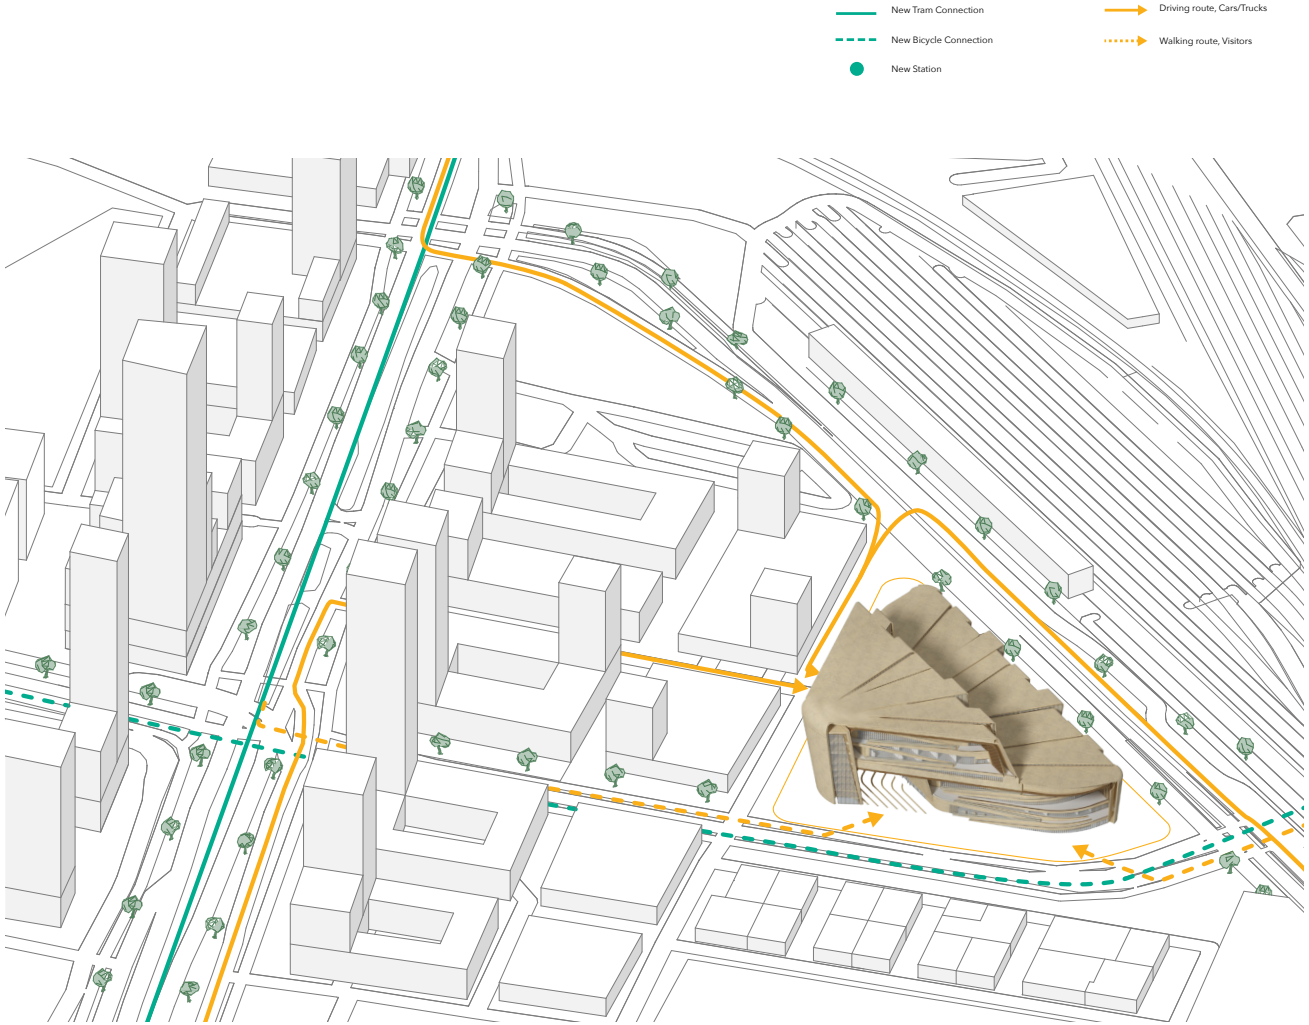 New Tram Connection
Driving route, Cars/Trucks
New Bicycle Connection
Walking route, Visitors
New Station